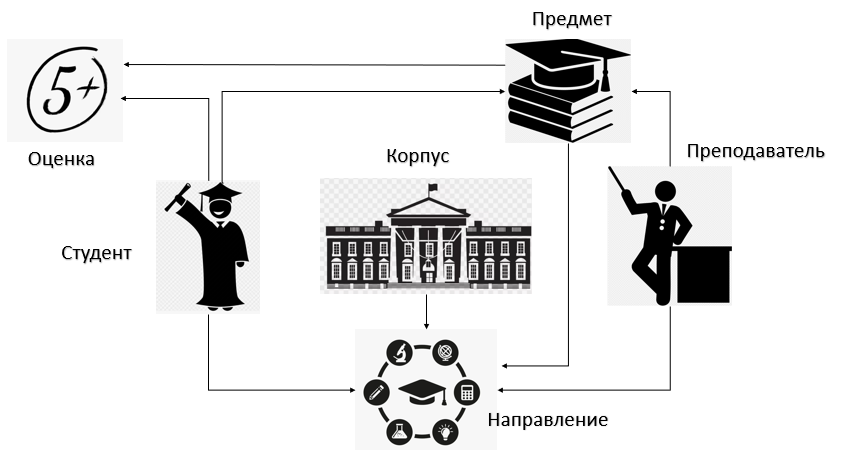 Предмет
5+
Оценка
Корпус
Преподаватель
Студент
Направление